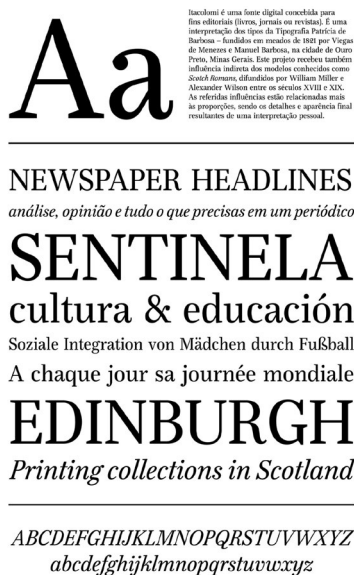 Aa
Itacolomi é uma fonte digital concebida para
fins editoriais (livros, jornais ou revistas). É uma
interpretação dos tipos da Tipografia Patrícia de
Barbosa – fundidos em meados de 1821 por Viegas
de Menezes e Manuel Barbosa, na cidade de Ouro
Preto, Minas Gerais. Este projeto recebeu também
influência indireta dos modelos conhecidos como
Scotch Romans, difundidos por William Miller e
Alexander Wilson entre os séculos XVIII e XIX.
As referidas influências estão relacionadas mais
às proporções, sendo os detalhes e aparência final
resultantes de uma interpretação pessoal.
NEWSPAPER HEADLINES
análise, opinião e tudo o que precisas em um periódico
SENTINELA
cultura & educación
Soziale Integration von Mädchen durch Fußball
A chaque jour sa journée mondiale
EDINBURGH
Printing collections in Scotland
ABCDEFGHIJKLMNOPQRSTUVWXYZ
abcdefghijklmnopqrstuvwxyz